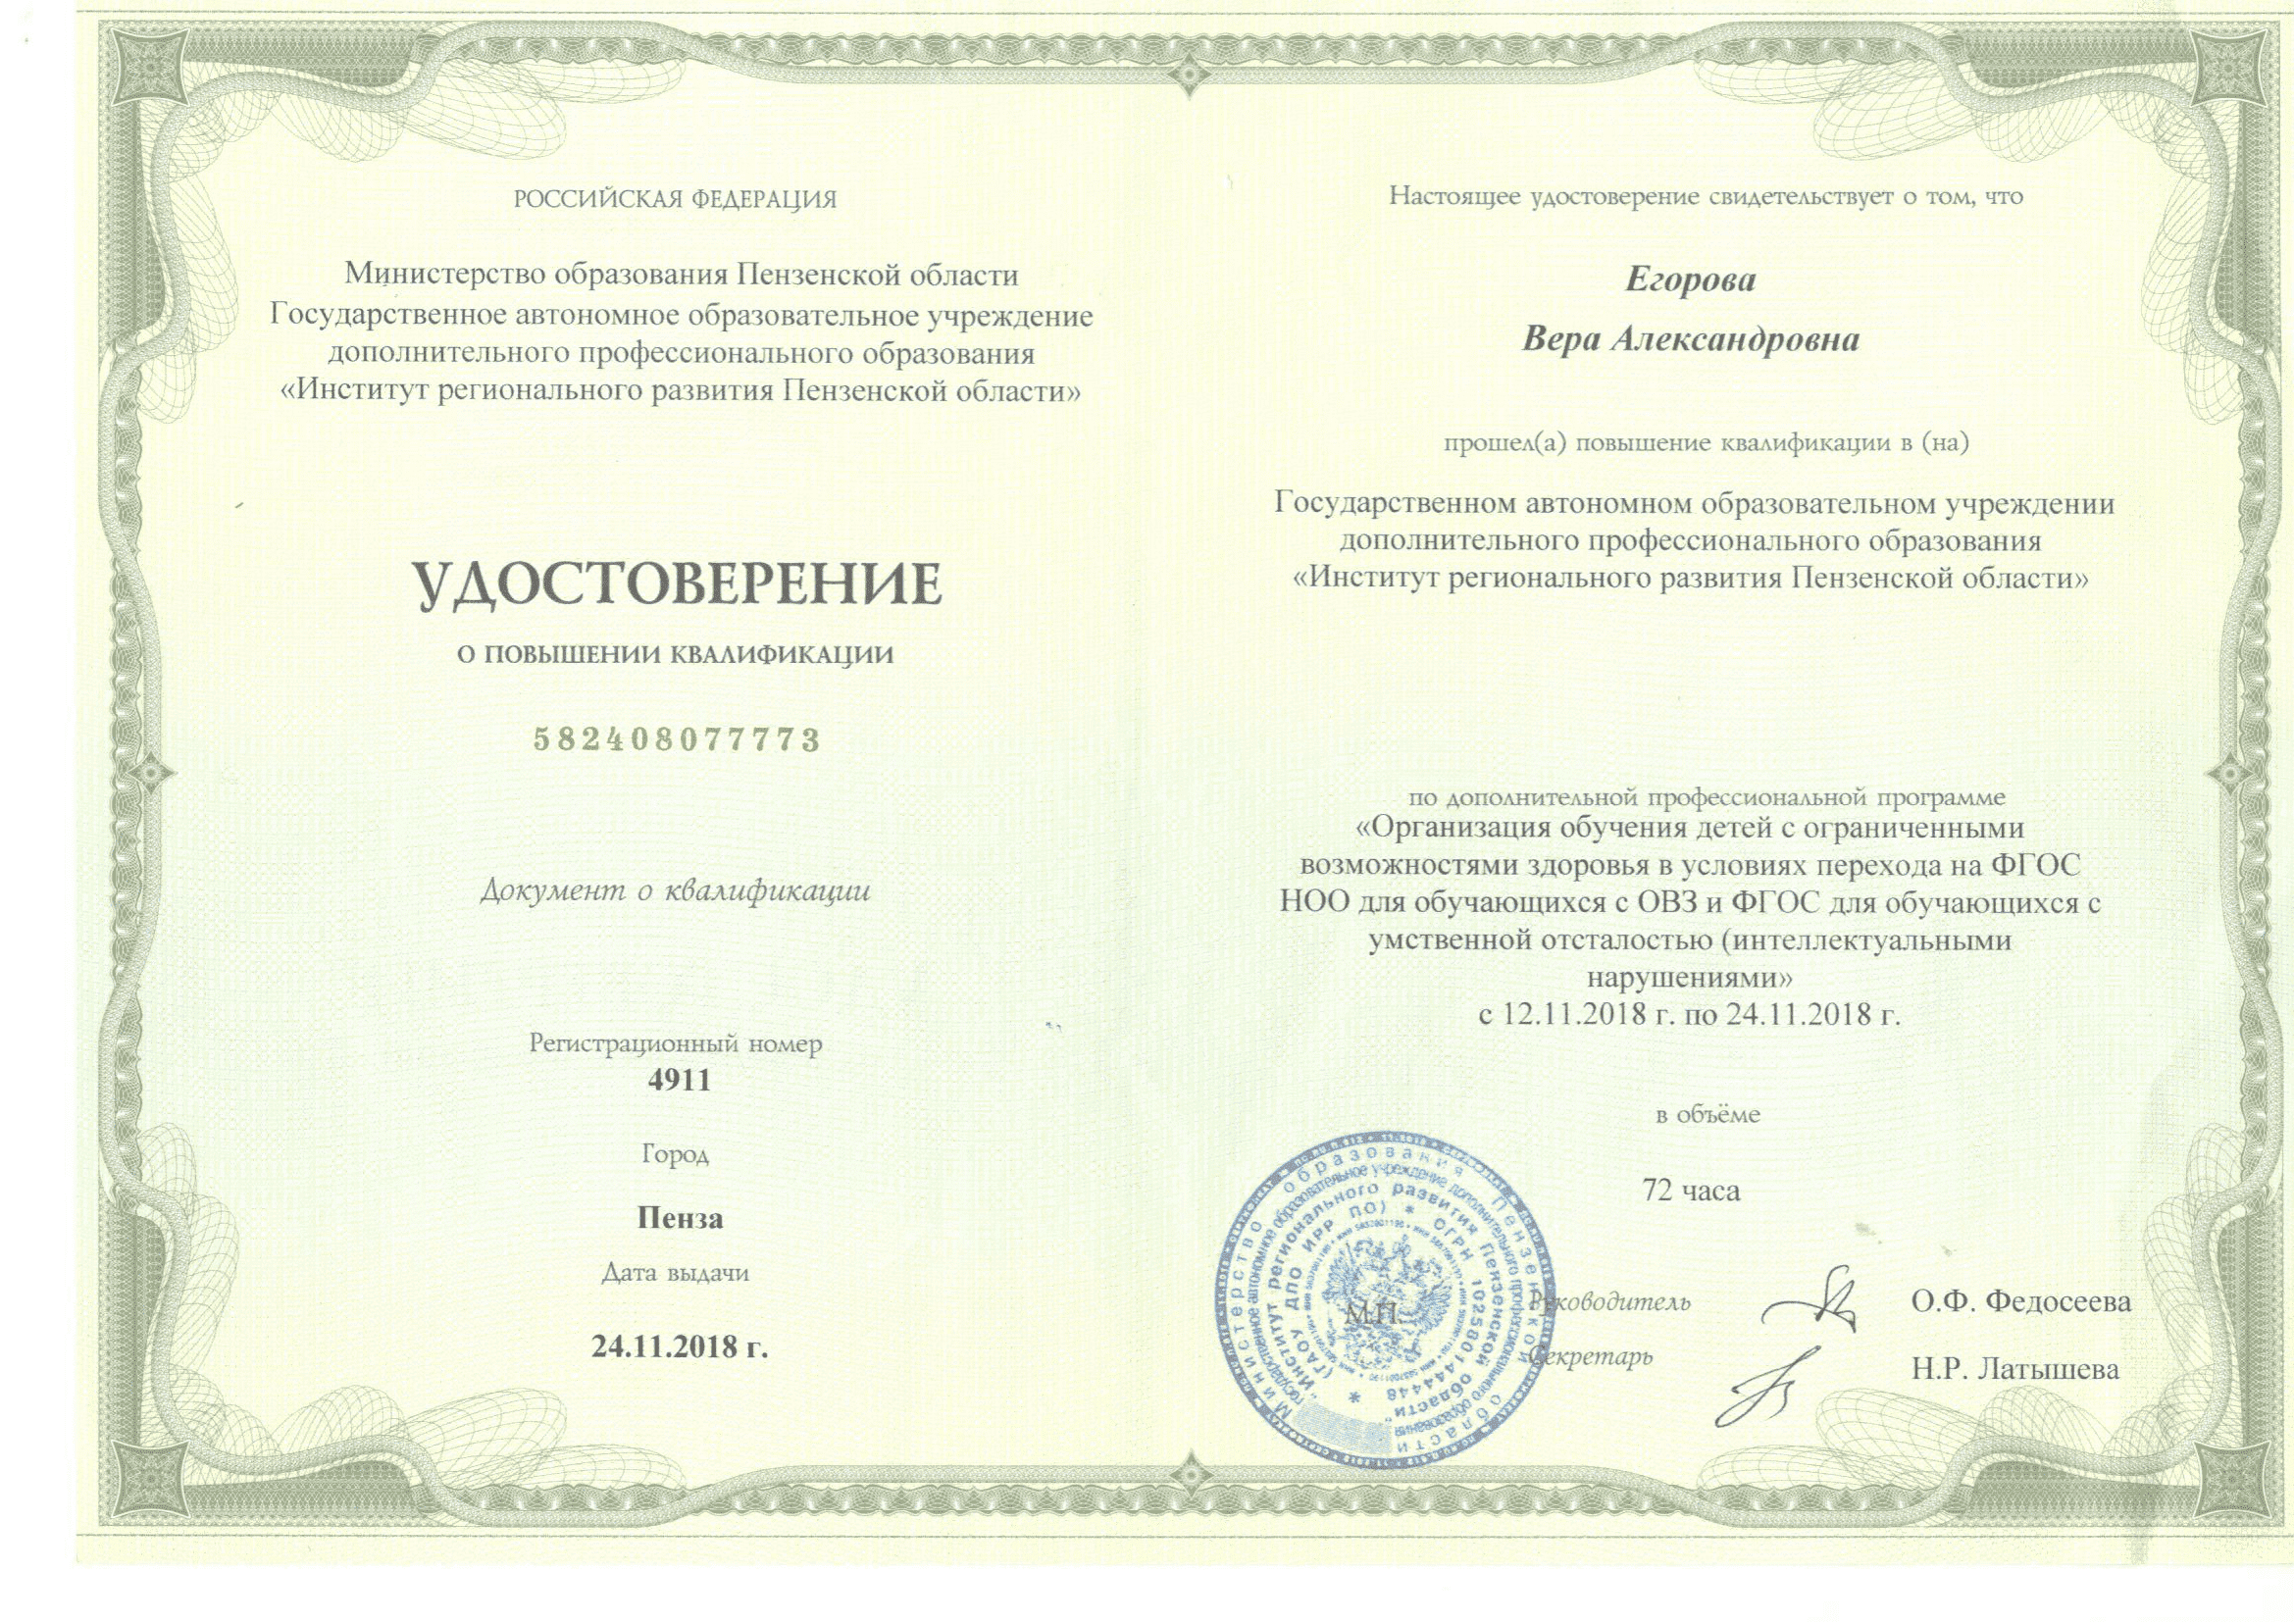 РОССИЙСКАЯ ФЕДЕРАЦИЯ
Министерство образования Пензенской области
Государственное автономное образовательное учреждение
дополнительного профессионального образования
«Институт регионального развития Пензенской области»
УДОСТОВЕРЕНИЕ
О ПОВЫШЕНИИ КВАЛИФИКАЦИИ
582408077773
Документ о квалификации
Регистрационный номер
4911
Город
Пенза
Дата выдачи
24.11.2018 г.
Настоящее удостоверение свидетельствует о том, что
Егорова
Вера Александровна
прошел(а) повышение квалификации в (на)
Государственном автономном образовательном учреждении
дополнительного профессионального образования
«Институт регионального развития Пензенской области»
по дополнительной профессиональной программе
«Организация обучения детей с ограниченными
возможностями здоровья в условиях перехода на ФГОС
НОО для обучающихся с ОВЗ и ФГОС для обучающихся с
умственной отсталостью (интеллектуальными
нарушениями»
с 12.11.2018 г. по 24.11.2018 г.
в объёме
72 часа
М.П.
Руководитель О.Ф. Федосеева
Секретарь Н.Р. Латышева
Министерство образования Пензенской области
Государственное автономное образовательное учреждение дополнительного профессионального образования
"Институт регионального развития Пензенской области"
(ГАОУ ДПО ИРР ПО) * ОГРН 1025801444448 *